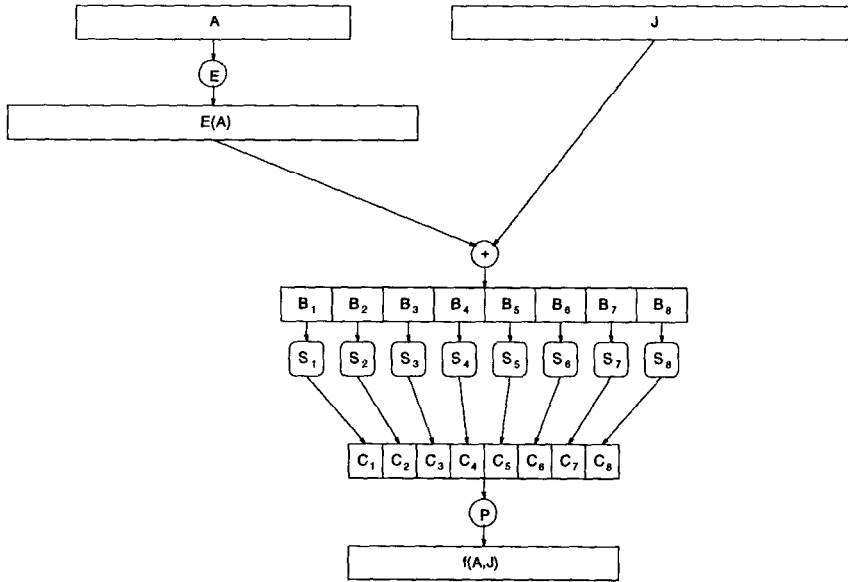 A J
E
E(A)
+
B₁ B₂ B₃ B₄ B₅ B₆ B₇ B₈
S₁ S₂ S₃ S₄ S₅ S₆ S₇ S₈
C₁ C₂ C₃ C₄ C₅ C₆ C₇ C₈
P
f(A,J)